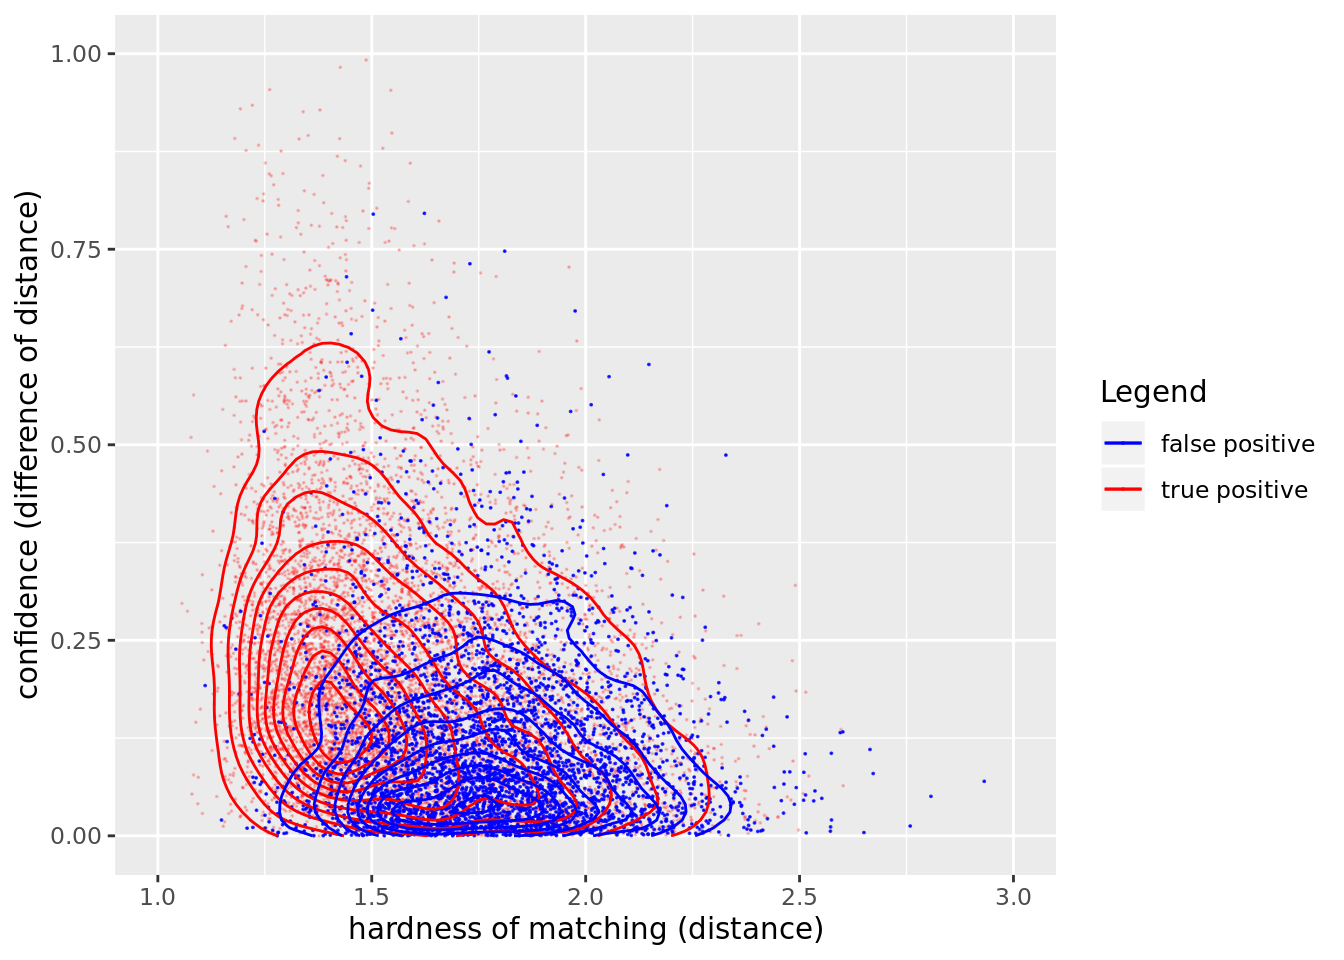 1.00
0.75
0.50
0.25
0.00
confidence (difference of distance)
1.0 1.5 2.0 2.5 3.0
hardness of matching (distance)
Legend
false positive
true positive